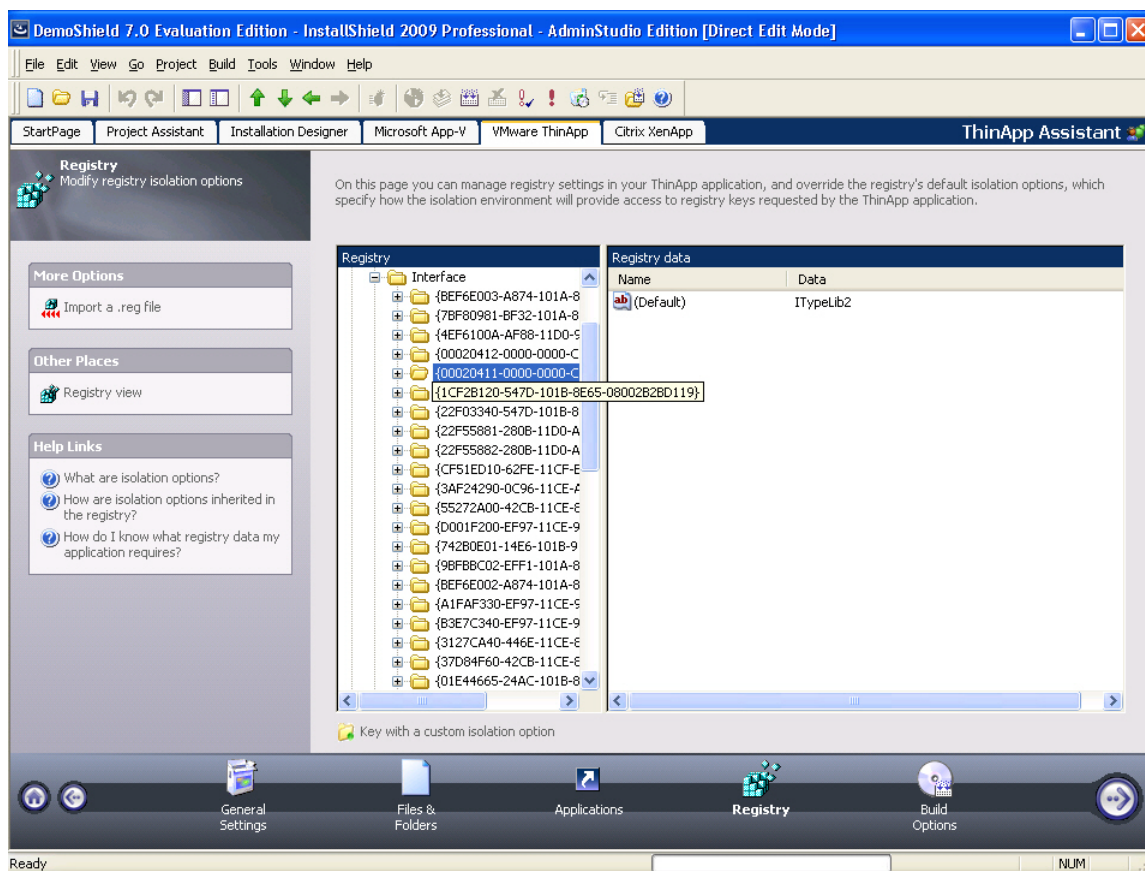 DemoShield 7.0 Evaluation Edition - InstallShield 2009 Professional - AdminStudio Edition [Direct Edit Mode]
File Edit View Go Project Build Tools Window Help
StartPage Project Assistant Installation Designer Microsoft App-V VMware ThinApp Citrix XenApp ThinApp Assistant
Registry
Modify registry isolation options
On this page you can manage registry settings in your ThinApp application, and override the registry's default isolation options, which
specify how the isolation environment will provide access to registry keys requested by the ThinApp application.
More Options
Import a .reg file
Other Places
Registry view
Help Links
What are isolation options?
How are isolation options inherited in
the registry?
How do I know what registry data my
application requires?
Registry
Interface
{BEF6E003-A874-101A-8
{7BF80981-BF32-101A-8
{4EF6100A-AF88-11D0-9
{00020412-0000-0000-C
{00020411-0000-0000-C
{1CF2B120-547D-101B-8E65-08002B2BD119}
{22F03340-547D-101B-8
{22F55881-280B-11D0-A
{22F55882-280B-11D0-A
{CF51ED10-62FE-11CF-E
{3AF24290-0C96-11CE-A
{55272A00-42CB-11CE-8
{D001F200-EF97-11CE-9
{742B0E01-14E6-101B-9
{9BFBBC02-EFF1-101A-8
{BEF6E002-A874-101A-8
{A1FAF330-EF97-11CE-9
{B3E7C340-EF97-11CE-9
{3127CA40-446E-11CE-8
{37D84F60-42CB-11CE-8
{01E44665-24AC-101B-8
Registry data
Name Data
(Default) ITypeLib2
Key with a custom isolation option
General
Settings
Files &
Folders
Applications
Registry
Build
Options
Ready NUM